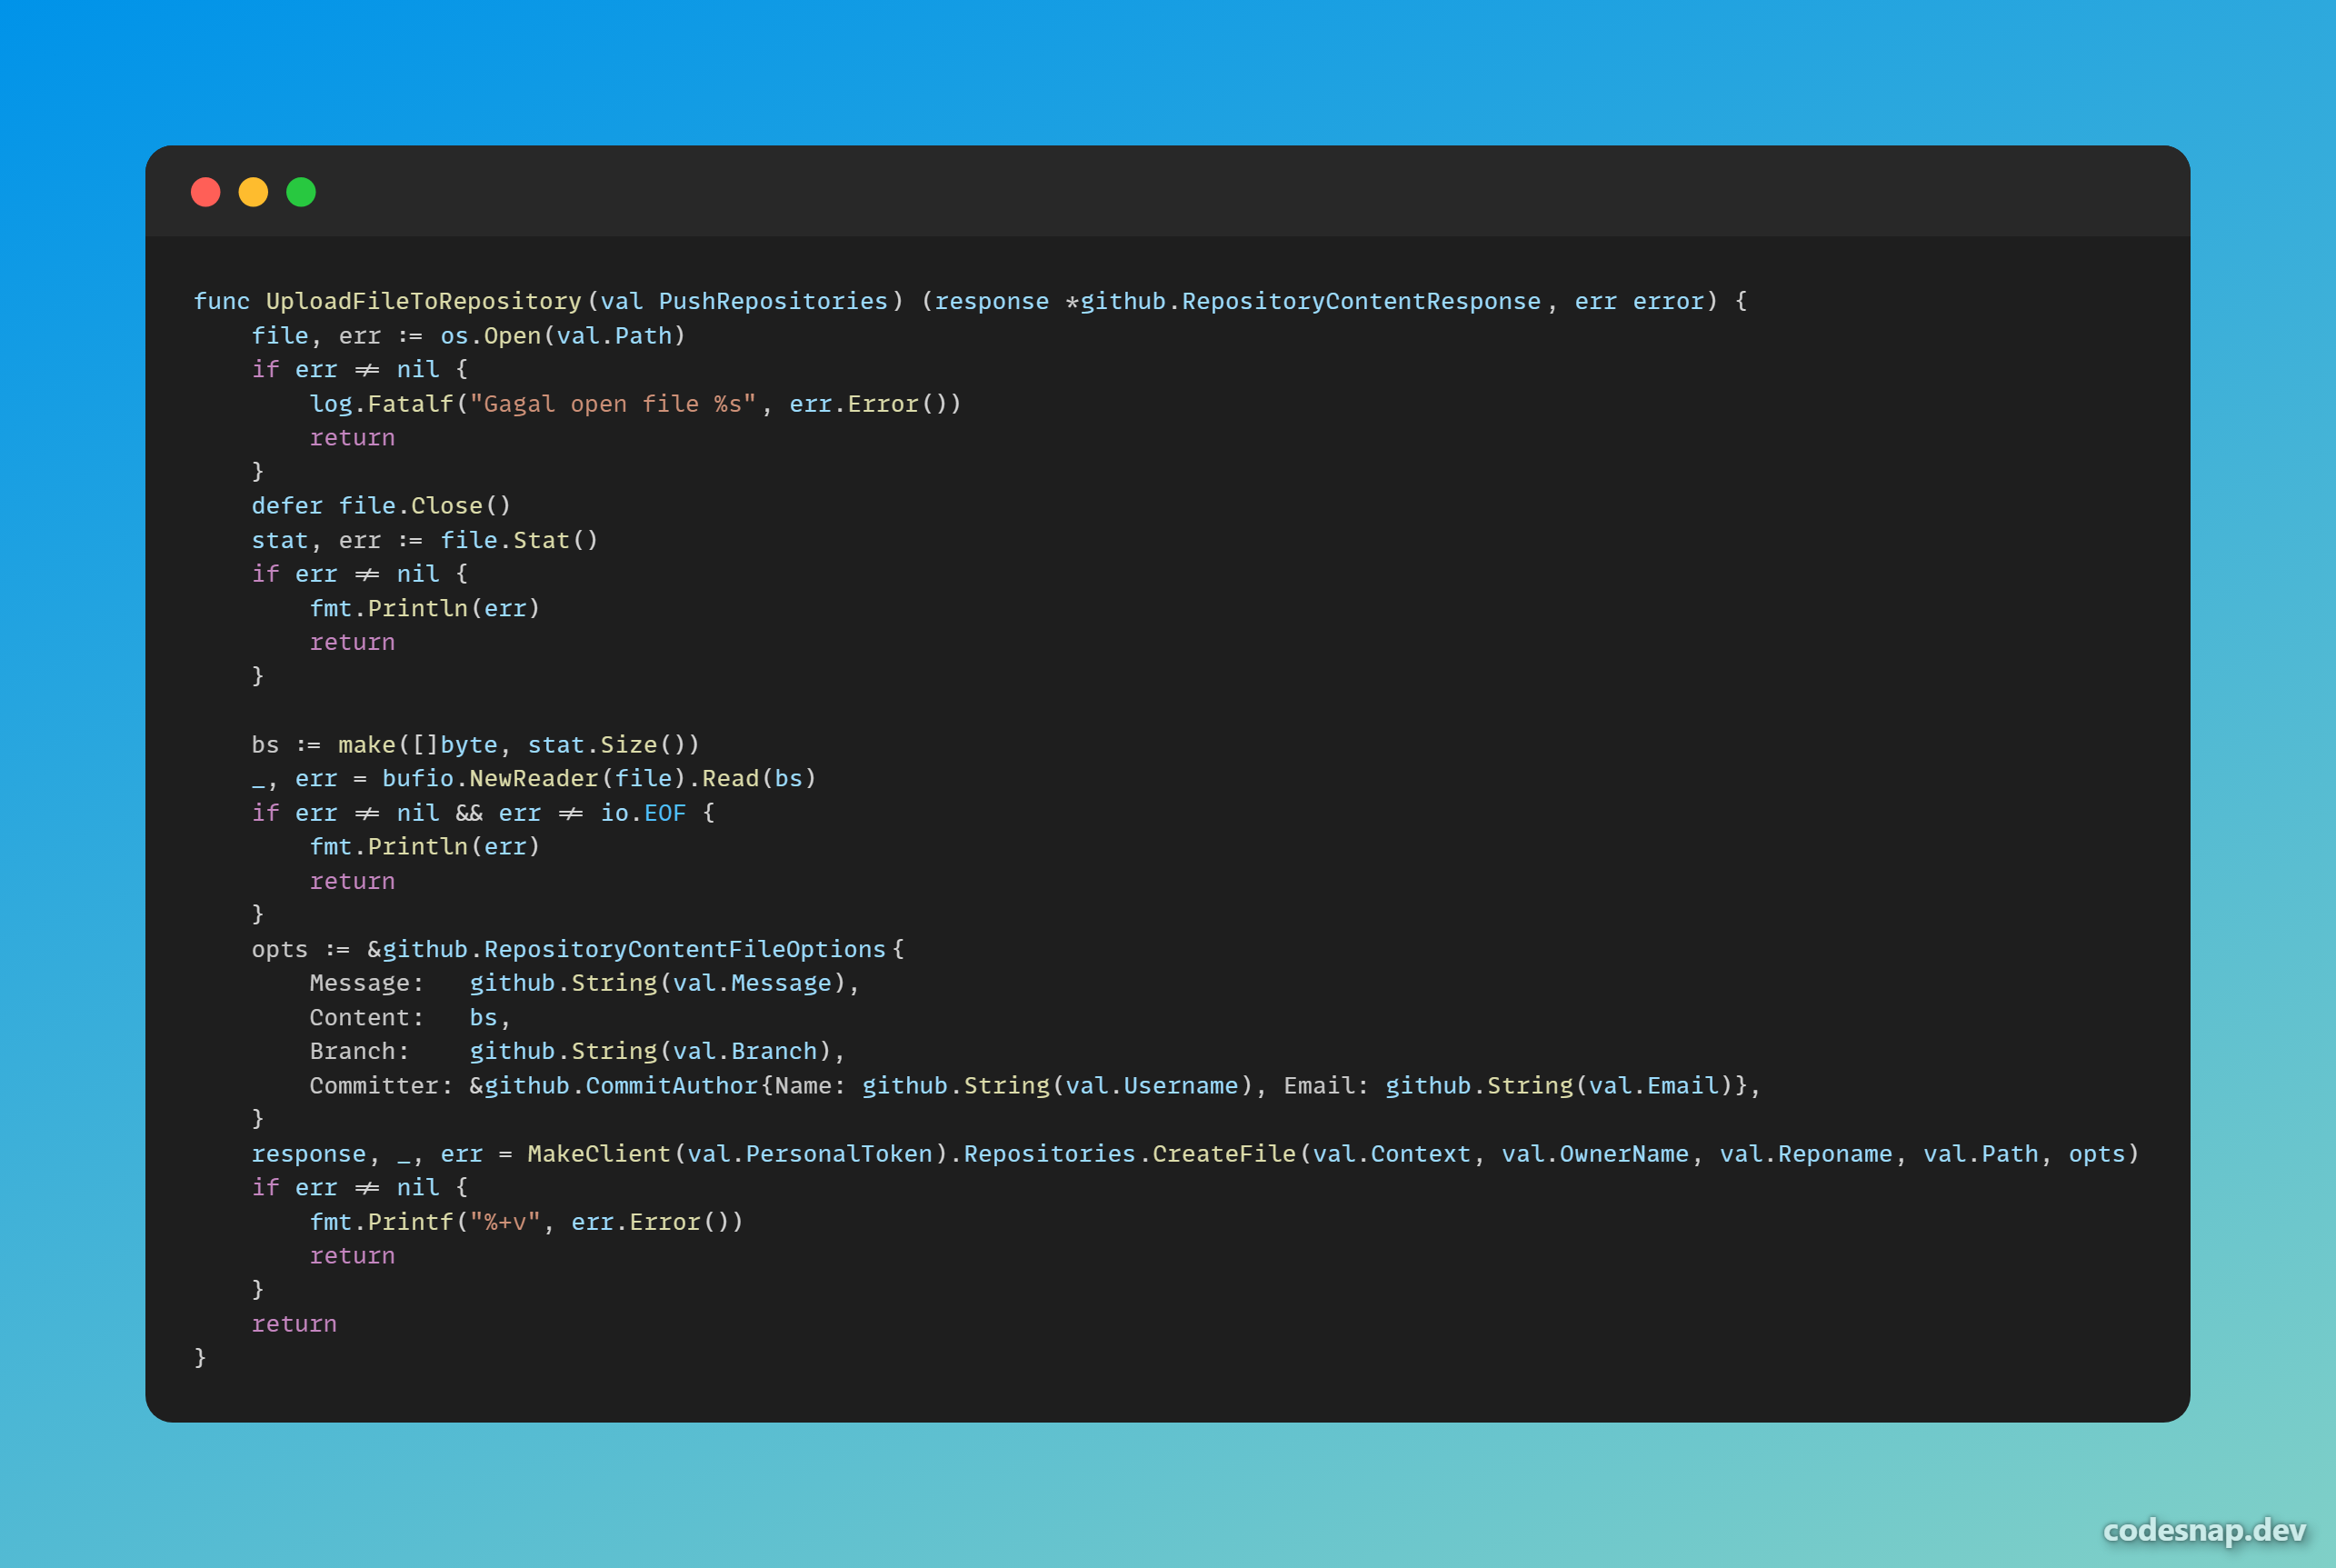 func UploadFileToRepository(val PushRepositories) (response *github.RepositoryContentResponse, err error) {
    file, err := os.Open(val.Path)
    if err != nil {
        log.Fatalf("Gagal open file %s", err.Error())
        return
    }
    defer file.Close()
    stat, err := file.Stat()
    if err != nil {
        fmt.Println(err)
        return
    }

    bs := make([]byte, stat.Size())
    _, err = bufio.NewReader(file).Read(bs)
    if err != nil && err != io.EOF {
        fmt.Println(err)
        return
    }
    opts := &github.RepositoryContentFileOptions{
        Message:   github.String(val.Message),
        Content:   bs,
        Branch:    github.String(val.Branch),
        Committer: &github.CommitAuthor{Name: github.String(val.Username), Email: github.String(val.Email)},
    }
    response, _, err = MakeClient(val.PersonalToken).Repositories.CreateFile(val.Context, val.OwnerName, val.Reponame, val.Path, opts)
    if err != nil {
        fmt.Printf("%+v", err.Error())
        return
    }
    return
}
codesnap.dev